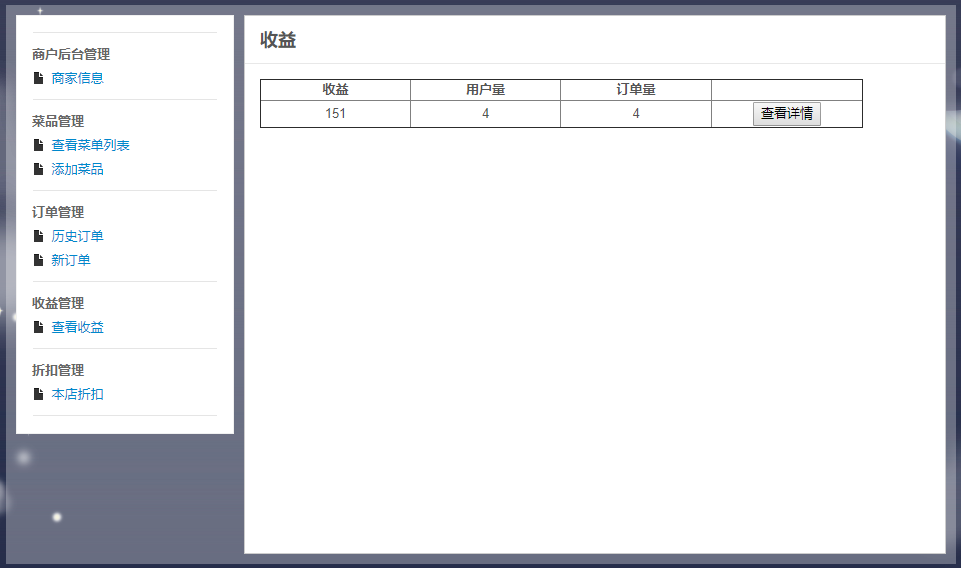 商户后台管理
商家信息
菜品管理
查看菜单列表
添加菜品
订单管理
历史订单
新订单
收益管理
查看收益
折扣管理
本店折扣
收益
收益 用户量 订单量
151 4 4 查看详情